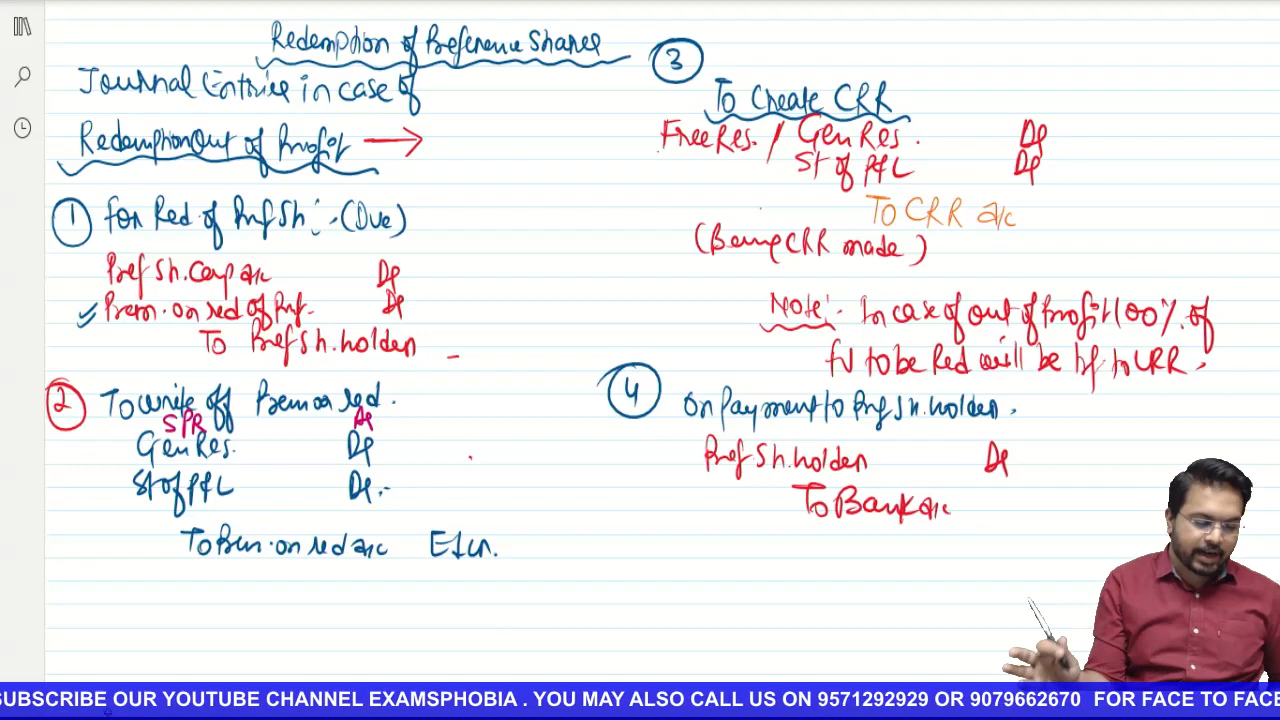 Redemption of Preference Shares
Journal Entries in case of
Redemption Out of Profit →
① For Red. of Pref Sh :- (Due)
Pref Sh. Cap a/c Dr
Prem. on red of Pref. Dr
To Pref Sh. holder
② To write off Prem on red.
SPR Dr
Gen Res. Dr
St of P&L Dr.
To Prem. on red a/c
③
To Create CRR
Free Res. / Gen Res. Dr
St of P&L Dr
To CRR a/c
(Being CRR made)
Note:- In case of out of Profit 100% of
FV to be Red will be tf to CRR.
④ On Payment to Pref Sh. holder.
Pref Sh. holder Dr
To Bank a/c
SUBSCRIBE OUR YOUTUBE CHANNEL EXAMSPHOBIA . YOU MAY ALSO CALL US ON 9571292929 OR 9079662670 FOR FACE TO FACE